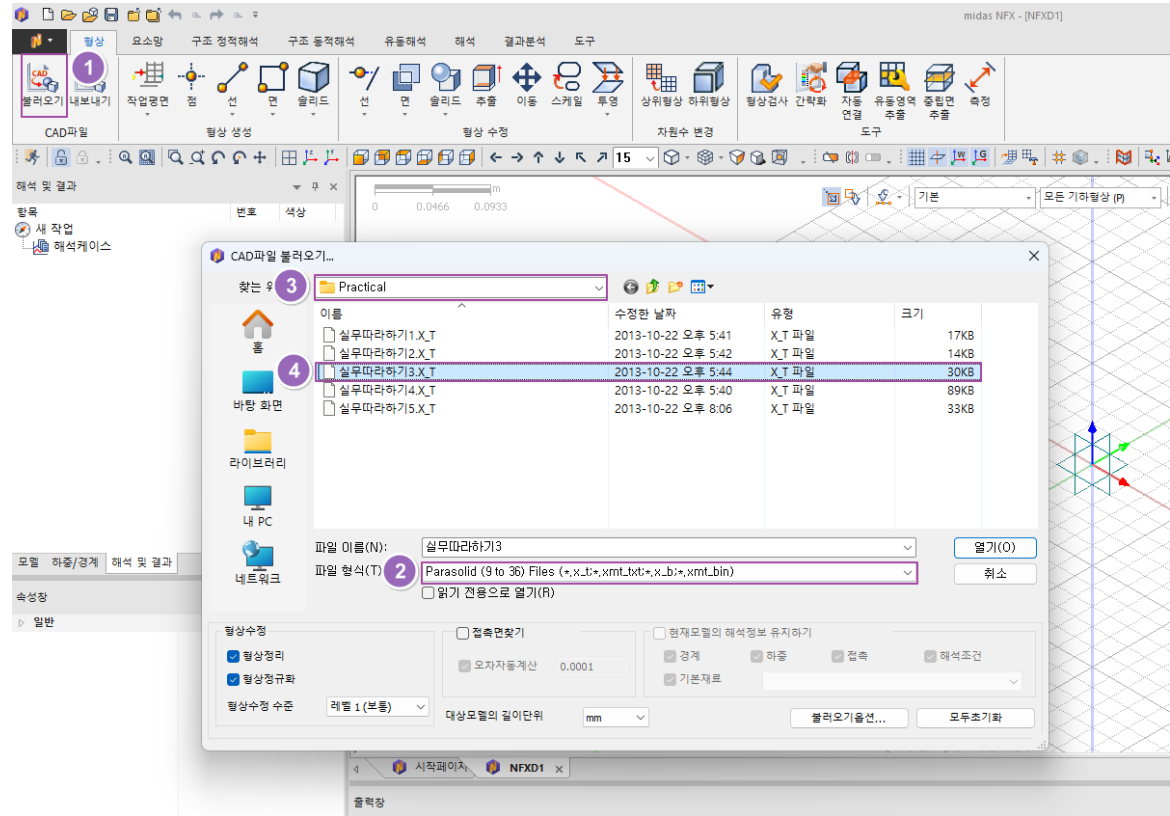 midas NFX - [NFXD1]
형상 요소망 구조 정적해석 구조 동적해석 유동해석 해석 결과분석 도구
1
CAD
불러오기 내보내기 작업평면 점 선 면 솔리드 선 면 솔리드 추출 이동 스케일 투영 상위형상 하위형상 형상검사 간략화 자동 연결 유동영역 추출 중립면 추출 측정
CAD파일 형상 생성 형상 수정 자원수 변경 도구
15
해석 및 결과
항목 번호 색상
새 작업
해석케이스
m
0 0.0466 0.0933
기본 모든 기하형상 (P)
CAD파일 불러오기...
3 Practical
이름 수정한 날짜 유형 크기
실무따라하기1.X_T 2013-10-22 오후 5:41 X_T 파일 17KB
실무따라하기2.X_T 2013-10-22 오후 5:42 X_T 파일 14KB
4 실무따라하기3.X_T 2013-10-22 오후 5:44 X_T 파일 30KB
실무따라하기4.X_T 2013-10-22 오후 5:40 X_T 파일 89KB
실무따라하기5.X_T 2013-10-22 오후 8:06 X_T 파일 33KB
홈
바탕 화면
라이브러리
내 PC
네트워크
파일 이름(N): 실무따라하기3 열기(O)
파일 형식(T) 2 Parasolid (9 to 36) Files (*.x_t;*.xmt_txt;*.x_b;*.xmt_bin) 취소
읽기 전용으로 열기(R)
모델 하중/경계 해석 및 결과
속성창
일반
형상수정 접촉면찾기 현재모델의 해석정보 유지하기
형상정리 오차자동계산 0.0001 경계 하중 접촉 해석조건
형상정규화 기본재료
형상수정 수준 레벨 1 (보통) 대상모델의 길이단위 mm 불러오기옵션... 모두초기화
시작페이지 NFXD1
출력창